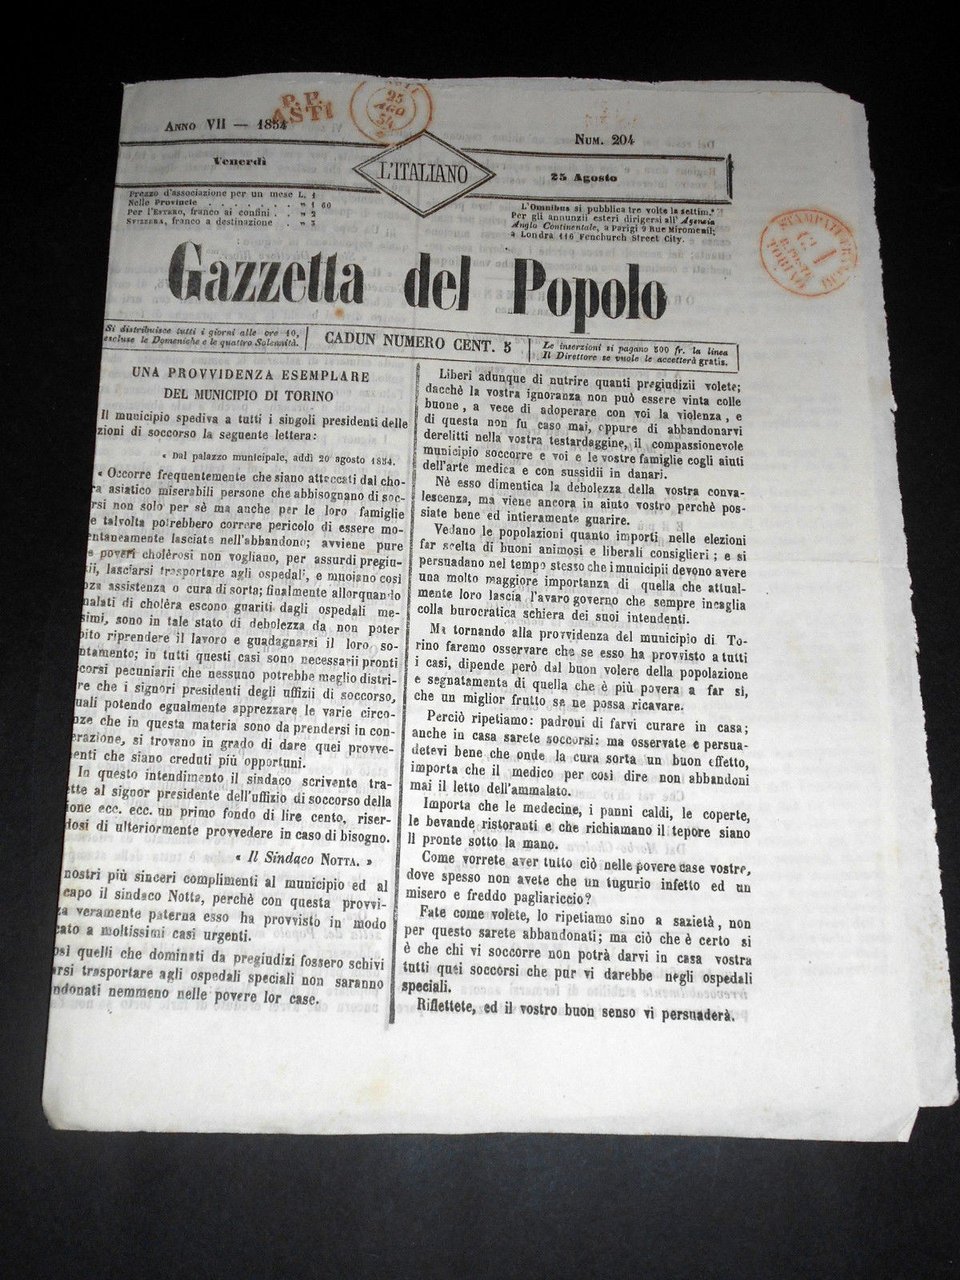 P. P.
ASTI
25
AGO
54
ANNO VII — 1854
NUM. 204
Venerdì
L'ITALIANO
25 Agosto
Prezzo d'associazione per un mese L. 1
Nelle Provincie . . . . . . . . » 1 60
Per l'ESTERO, franco ai confini . . » 2
SVIZZERA, franco a destinazione . . » 3
L'Omnibus si pubblica tre volte la settim.ª
Per gli annunzii esteri dirigersi all' Agenzia
Anglo Continentale, a Parigi 9 Rue Miromenil;
a Londra 116 Fenchurch Street City.
TORINO
Gazzetta del Popolo
Si distribuisce tutti i giorni alle ore 10,
escluse le Domeniche e le quattro Solennità.
CADUN NUMERO CENT. 5
Le inserzioni si pagano 500 fr. la linea
Il Direttore se vuole le accetterà gratis.
UNA PROVVIDENZA ESEMPLARE
DEL MUNICIPIO DI TORINO
Il municipio spediva a tutti i singoli presidenti delle
zioni di soccorso la seguente lettera:
« Dal palazzo municipale, addì 20 agosto 1854.
« Occorre frequentemente che siano attaccati dal cho-
a asiatico miserabili persone che abbisognano di soc-
rsi non solo per sè ma anche per le loro famiglie
e talvolta potrebbero correre pericolo di essere mo-
entaneamente lasciate nell'abbandono; avviene pure
e poveri cholèrosi non vogliano, per assurdi pregiu-
ii, lasciarsi trasportare agli ospedali, e muoiano così
nza assistenza o cura di sorta; finalmente allorquando
nalati di cholèra escono guariti dagli ospedali me-
simi, sono in tale stato di debolezza da non poter
bito riprendere il lavoro e guadagnarsi il loro so-
ntamento; in tutti questi casi sono necessarii pronti
corsi pecuniarii che nessuno potrebbe meglio distri-
re che i signori presidenti degli uffizii di soccorso,
uali potendo egualmente apprezzare le varie circo-
nze che in questa materia sono da prendersi in con-
erazione, si trovano in grado di dare quei provve-
enti che siano creduti più opportuni.
In questo intendimento il sindaco scrivente tra-
tte al signor presidente dell'uffizio di soccorso della
ione ecc. ecc. un primo fondo di lire cento, riser-
dosi di ulteriormente provvedere in caso di bisogno.
« Il Sindaco NOTTA. »
nostri più sinceri complimenti al municipio ed al
capo il sindaco Notta, perchè con questa provvi-
za veramente paterna esso ha provvisto in modo
cato a moltissimi casi urgenti.
osì quelli che dominati da pregiudizi fossero schivi
arsi trasportare agli ospedali speciali non saranno
ndonati nemmeno nelle povere lor case.
Liberi adunque di nutrire quanti pregiudizii volete;
dacchè la vostra ignoranza non può essere vinta colle
buone, a vece di adoperare con voi la violenza, e
di questa non fu caso mai, oppure di abbandonarvi
derelitti nella vostra testardaggine, il compassionevole
municipio soccorre e voi e le vostre famiglie cogli aiuti
dell'arte medica e con sussidii in danari.
Nè esso dimentica la debolezza della vostra conva-
lescenza, ma viene ancora in aiuto vostro perchè pos-
siate bene ed intieramente guarire.
Vedano le popolazioni quanto importi nelle elezioni
far scelta di buoni animosi e liberali consiglieri; e si
persuadano nel tempo stesso che i municipii devono avere
una molto maggiore importanza di quella che attual-
mente loro lascia l'avaro governo che sempre incaglia
colla burocratica schiera dei suoi intendenti.
Ma tornando alla provvidenza del municipio di To-
rino faremo osservare che se esso ha provvisto a tutti
i casi, dipende però dal buon volere della popolazione
e segnatamente di quella che è più povera a far sì,
che un miglior frutto se ne possa ricavare.
Perciò ripetiamo: padroni di farvi curare in casa;
anche in casa sarete soccorsi: ma osservate e persua-
detevi bene che onde la cura sorta un buon effetto,
importa che il medico per così dire non abbandoni
mai il letto dell'ammalato.
Importa che le medecine, i panni caldi, le coperte,
le bevande ristoranti e che richiamano il tepore siano
lì pronte sotto la mano.
Come vorrete aver tutto ciò nelle povere case vostre,
dove spesso non avete che un tugurio infetto ed un
misero e freddo pagliariccio?
Fate come volete, lo ripetiamo sino a sazietà, non
per questo sarete abbandonati; ma ciò che è certo si
è che chi vi soccorre non potrà darvi in casa vostra
tutti quei soccorsi che pur vi darebbe negli ospedali
speciali.
Riflettete, ed il vostro buon senso vi persuaderà.